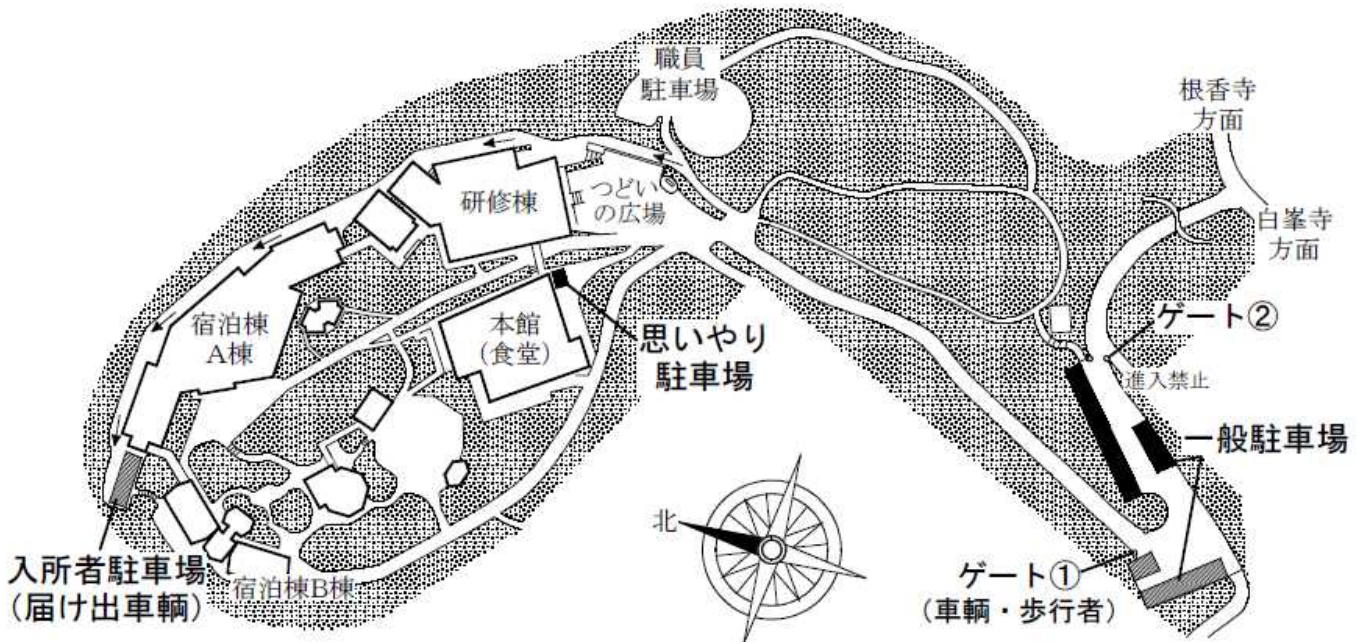 職員
駐車場
根香寺
方面
白峯寺
方面
研修棟
つどい
の広場
宿泊棟
A棟
本館
(食堂)
思いやり
駐車場
ゲート②
進入禁止
一般駐車場
北
入所者駐車場
(届け出車輌)
宿泊棟B棟
ゲート①
(車輌・歩行者)